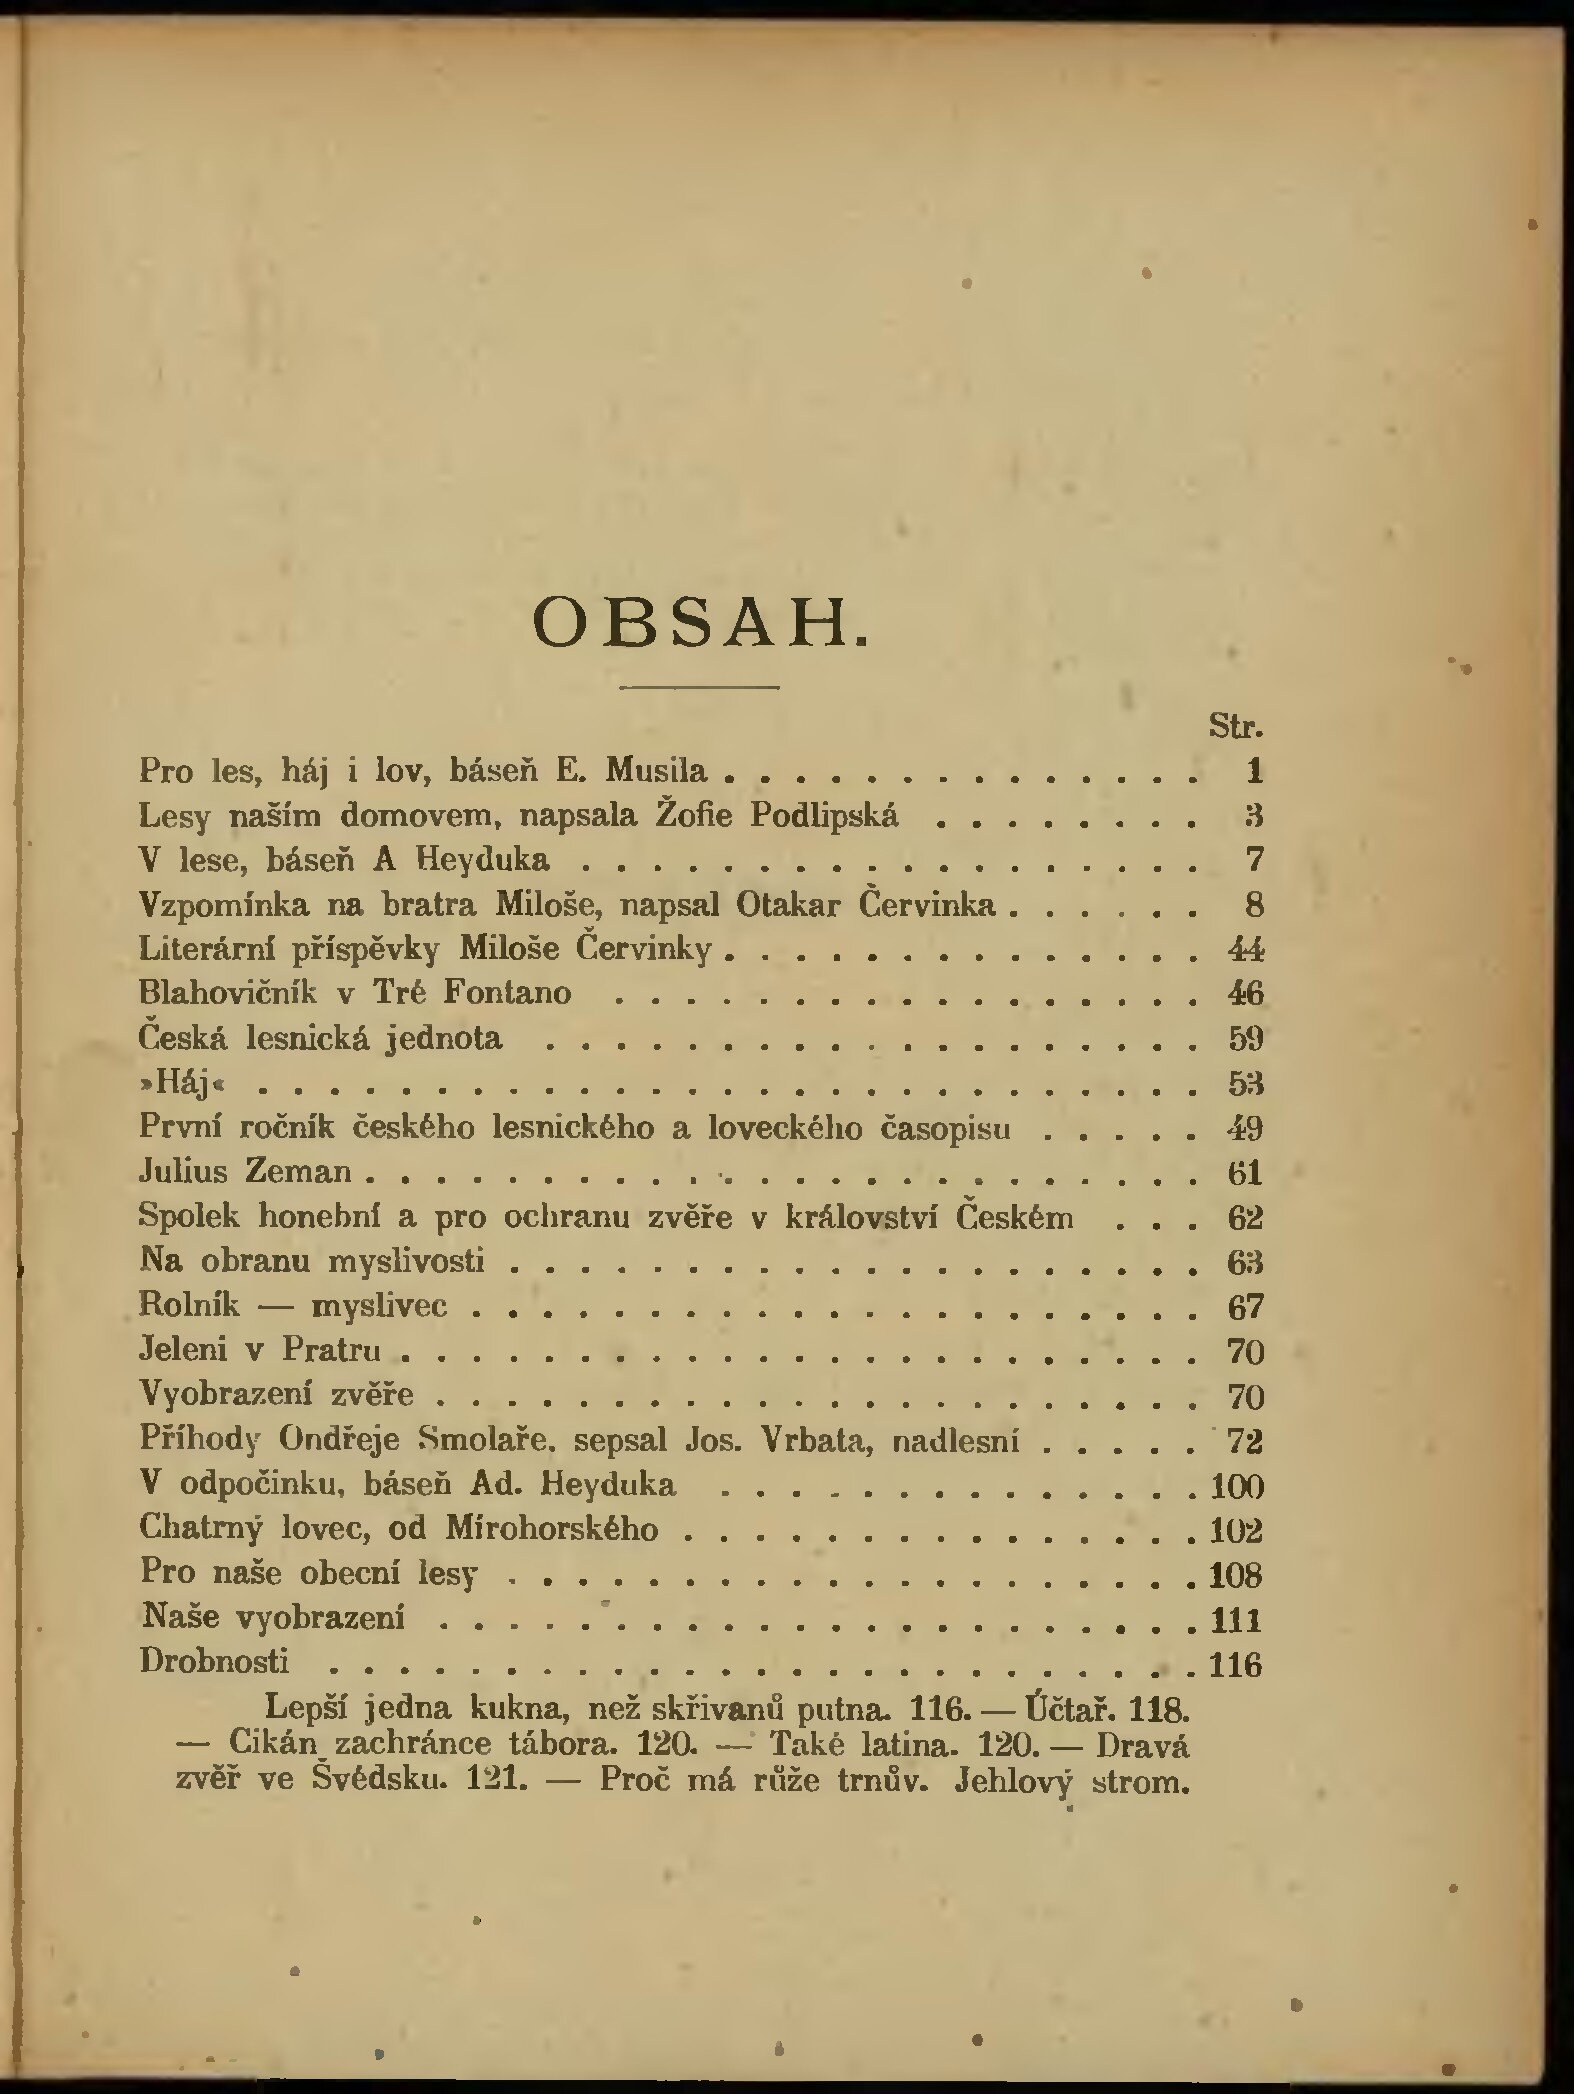 OBSAH.
Str.
Pro les, háj i lov, báseň E. Musila . . . . . . . . . . . . . . 1
Lesy naším domovem, napsala Žofie Podlipská . . . . . . . . 3
V lese, báseň A Heyduka . . . . . . . . . . . . . . . . . . 7
Vzpomínka na bratra Miloše, napsal Otakar Červinka . . . . . . 8
Literární příspěvky Miloše Červinky . . . . . . . . . . . . . . 44
Blahovičník v Tré Fontano . . . . . . . . . . . . . . . . . 46
Česká lesnická jednota . . . . . . . . . . . . . . . . . . . 59
»Háj« . . . . . . . . . . . . . . . . . . . . . . . . . . . 53
První ročník českého lesnického a loveckého časopisu . . . . . 49
Julius Zeman . . . . . . . . . . . . . . . . . . . . . . . . 61
Spolek honební a pro ochranu zvěře v království Českém . . . 62
Na obranu myslivosti . . . . . . . . . . . . . . . . . . . . 63
Rolník — myslivec . . . . . . . . . . . . . . . . . . . . . 67
Jeleni v Pratru . . . . . . . . . . . . . . . . . . . . . . . 70
Vyobrazení zvěře . . . . . . . . . . . . . . . . . . . . . . 70
Příhody Ondřeje Smolaře. sepsal Jos. Vrbata, nadlesní . . . . . 72
V odpočinku, báseň Ad. Heyduka . . . . . . . . . . . . . . 100
Chatrný lovec, od Mírohorského . . . . . . . . . . . . . . . 102
Pro naše obecní lesy . . . . . . . . . . . . . . . . . . . . 108
Naše vyobrazení . . . . . . . . . . . . . . . . . . . . . . 111
Drobnosti . . . . . . . . . . . . . . . . . . . . . . . . . 116
Lepší jedna kukna, než skřivanů putna. 116. — Účtař. 118.
— Cikán zachránce tábora. 120. — Také latina. 120. — Dravá
zvěř ve Švédsku. 121. — Proč má růže trnův. Jehlový strom.